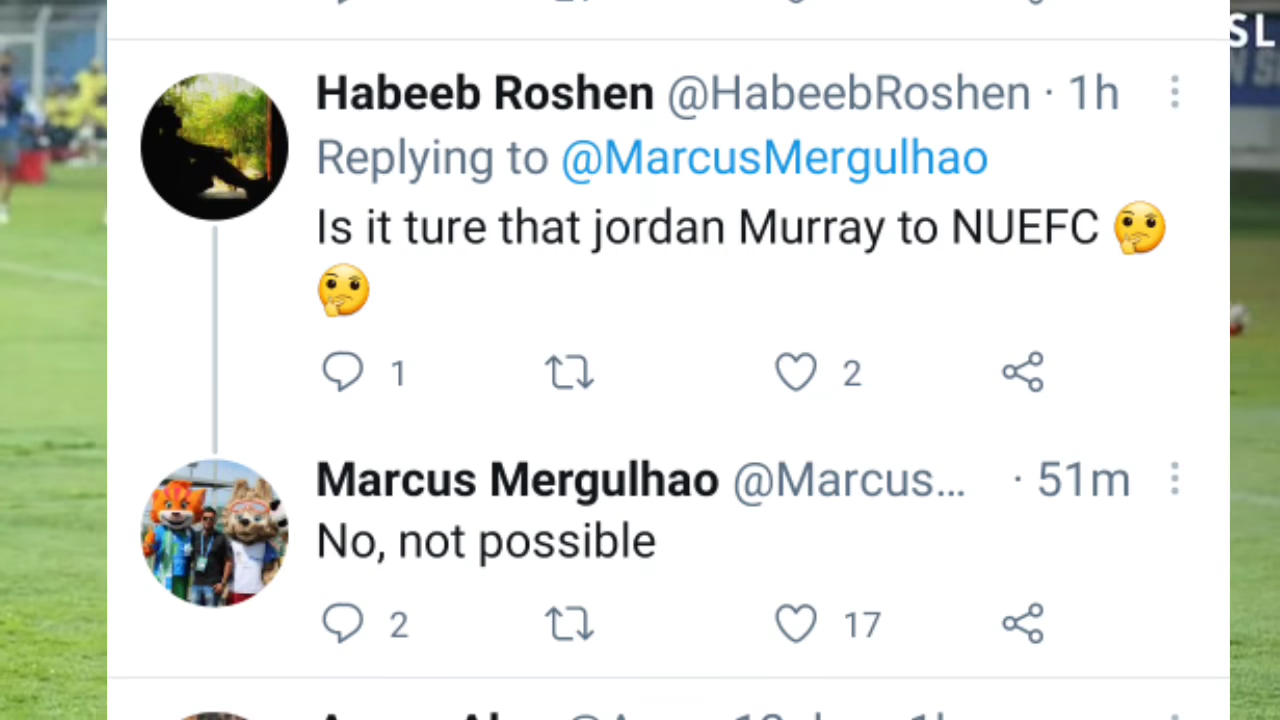 SL
Habeeb Roshen @HabeebRoshen · 1h
Replying to @MarcusMergulhao
Is it ture that jordan Murray to NUEFC 🤔
🤔
1 2
Marcus Mergulhao @Marcus... · 51m
No, not possible
2 17